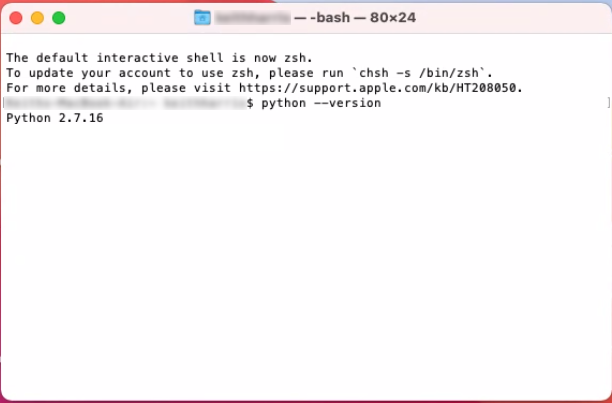 — -bash — 80×24
The default interactive shell is now zsh.
To update your account to use zsh, please run `chsh -s /bin/zsh`.
For more details, please visit https://support.apple.com/kb/HT208050.
$ python --version
Python 2.7.16